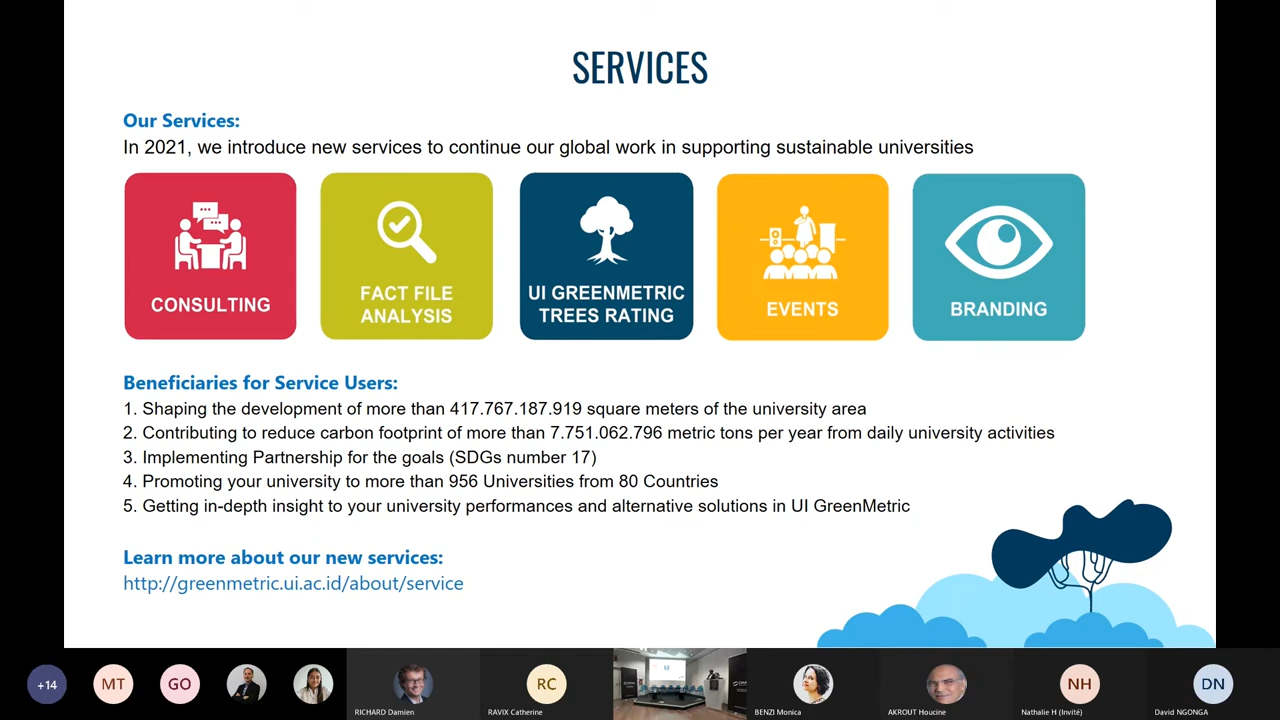 SERVICES
Our Services:
In 2021, we introduce new services to continue our global work in supporting sustainable universities
CONSULTING
FACT FILE
ANALYSIS
UI GREENMETRIC
TREES RATING
EVENTS
BRANDING
Beneficiaries for Service Users:
1. Shaping the development of more than 417.767.187.919 square meters of the university area
2. Contributing to reduce carbon footprint of more than 7.751.062.796 metric tons per year from daily university activities
3. Implementing Partnership for the goals (SDGs number 17)
4. Promoting your university to more than 956 Universities from 80 Countries
5. Getting in-depth insight to your university performances and alternative solutions in UI GreenMetric
Learn more about our new services:
http://greenmetric.ui.ac.id/about/service
+14
MT
GO
RC
NH
DN
RICHARD Damien
RAVIX Catherine
BENZI Monica
AKROUT Houcine
Nathalie H (Invité)
David NGONGA